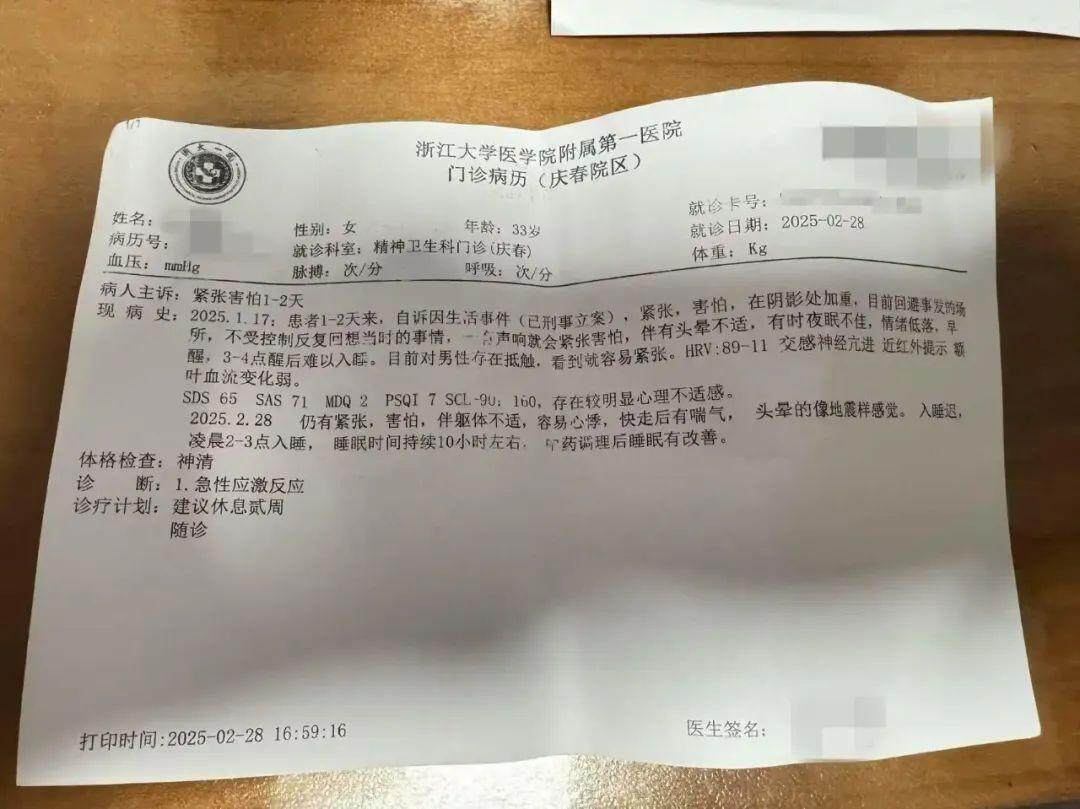 1/1
浙江大学医学院附属第一医院
门诊病历（庆春院区）
就诊卡号：
姓名： 性别：女 年龄：33岁 就诊日期：2025-02-28
病历号： 就诊科室：精神卫生科门诊(庆春) 体重：Kg
血压：mmHg 脉搏：次/分 呼吸：次/分
病人主诉：紧张害怕1-2天
现 病 史：2025.1.17：患者1-2天来，自诉因生活事件（已刑事立案），紧张，害怕，在阴影处加重，目前回避事发的场
所，不受控制反复回想当时的事情，一 声响就会紧张害怕，伴有头晕不适，有时夜眠不佳，情绪低落，早
醒，3-4点醒后难以入睡。目前对男性存在抵触，看到就容易紧张。HRV:89-11 交感神经亢进 近红外提示 额
叶血流变化弱。
SDS 65 SAS 71 MDQ 2 PSQI 7 SCL-90：160，存在较明显心理不适感。
2025.2.28 仍有紧张，害怕，伴躯体不适，容易心悸，快走后有喘气， 头晕的像地震样感觉。入睡迟，
凌晨2-3点入睡， 睡眠时间持续10小时左右， 药调理后睡眠有改善。
体格检查：神清
诊 断：1.急性应激反应
诊疗计划：建议休息贰周
随诊
打印时间:2025-02-28 16:59:16 医生签名：